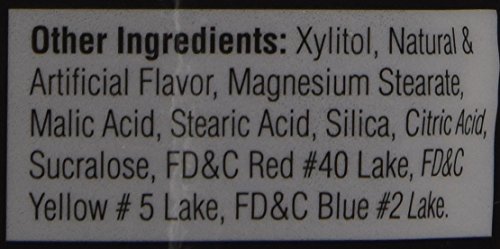 Other Ingredients: Xylitol, Natural &
Artificial Flavor, Magnesium Stearate,
Malic Acid, Stearic Acid, Silica, Citric Acid,
Sucralose, FD&C Red #40 Lake, FD&C
Yellow # 5 Lake, FD&C Blue #2 Lake.